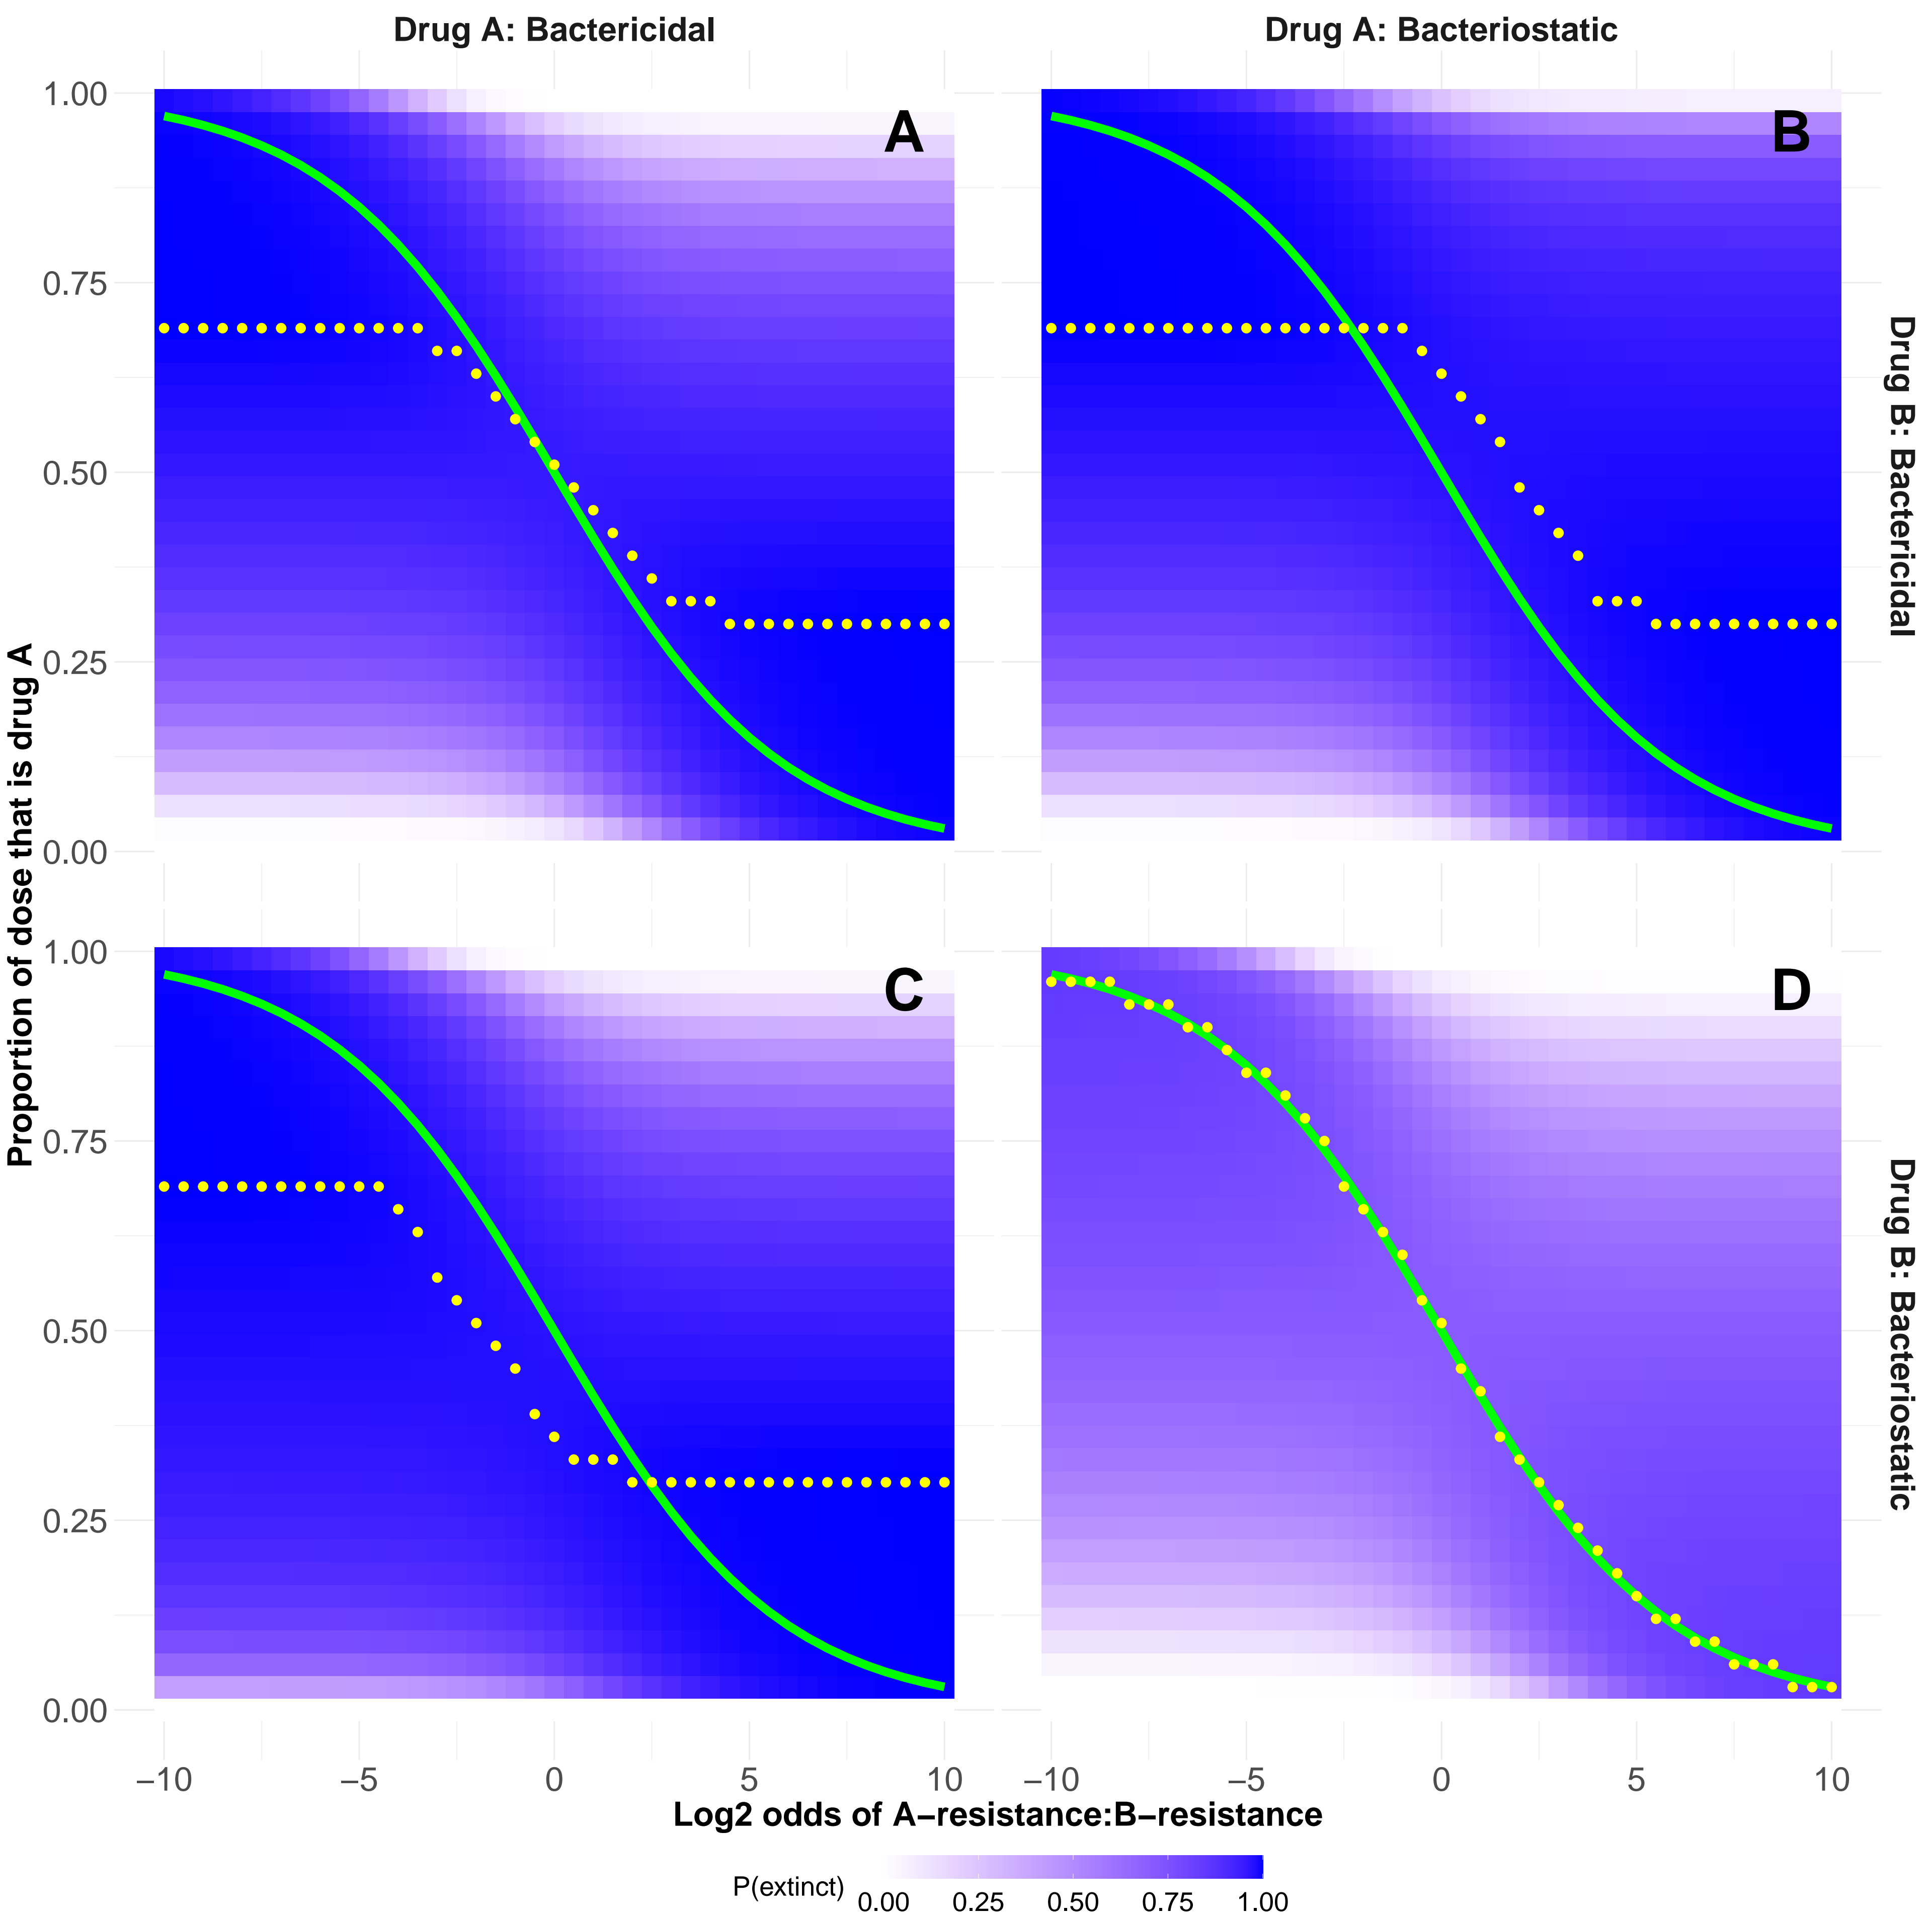 Drug A: Bactericidal
Drug A: Bacteriostatic
Proportion of dose that is drug A
1.00
0.75
0.50
0.25
0.00
A
B
Drug B: Bactericidal
1.00
0.75
0.50
0.25
0.00
C
D
Drug B: Bacteriostatic
−10 −5 0 5 10
−10 −5 0 5 10
Log2 odds of A−resistance:B−resistance
P(extinct)
0.00 0.25 0.50 0.75 1.00